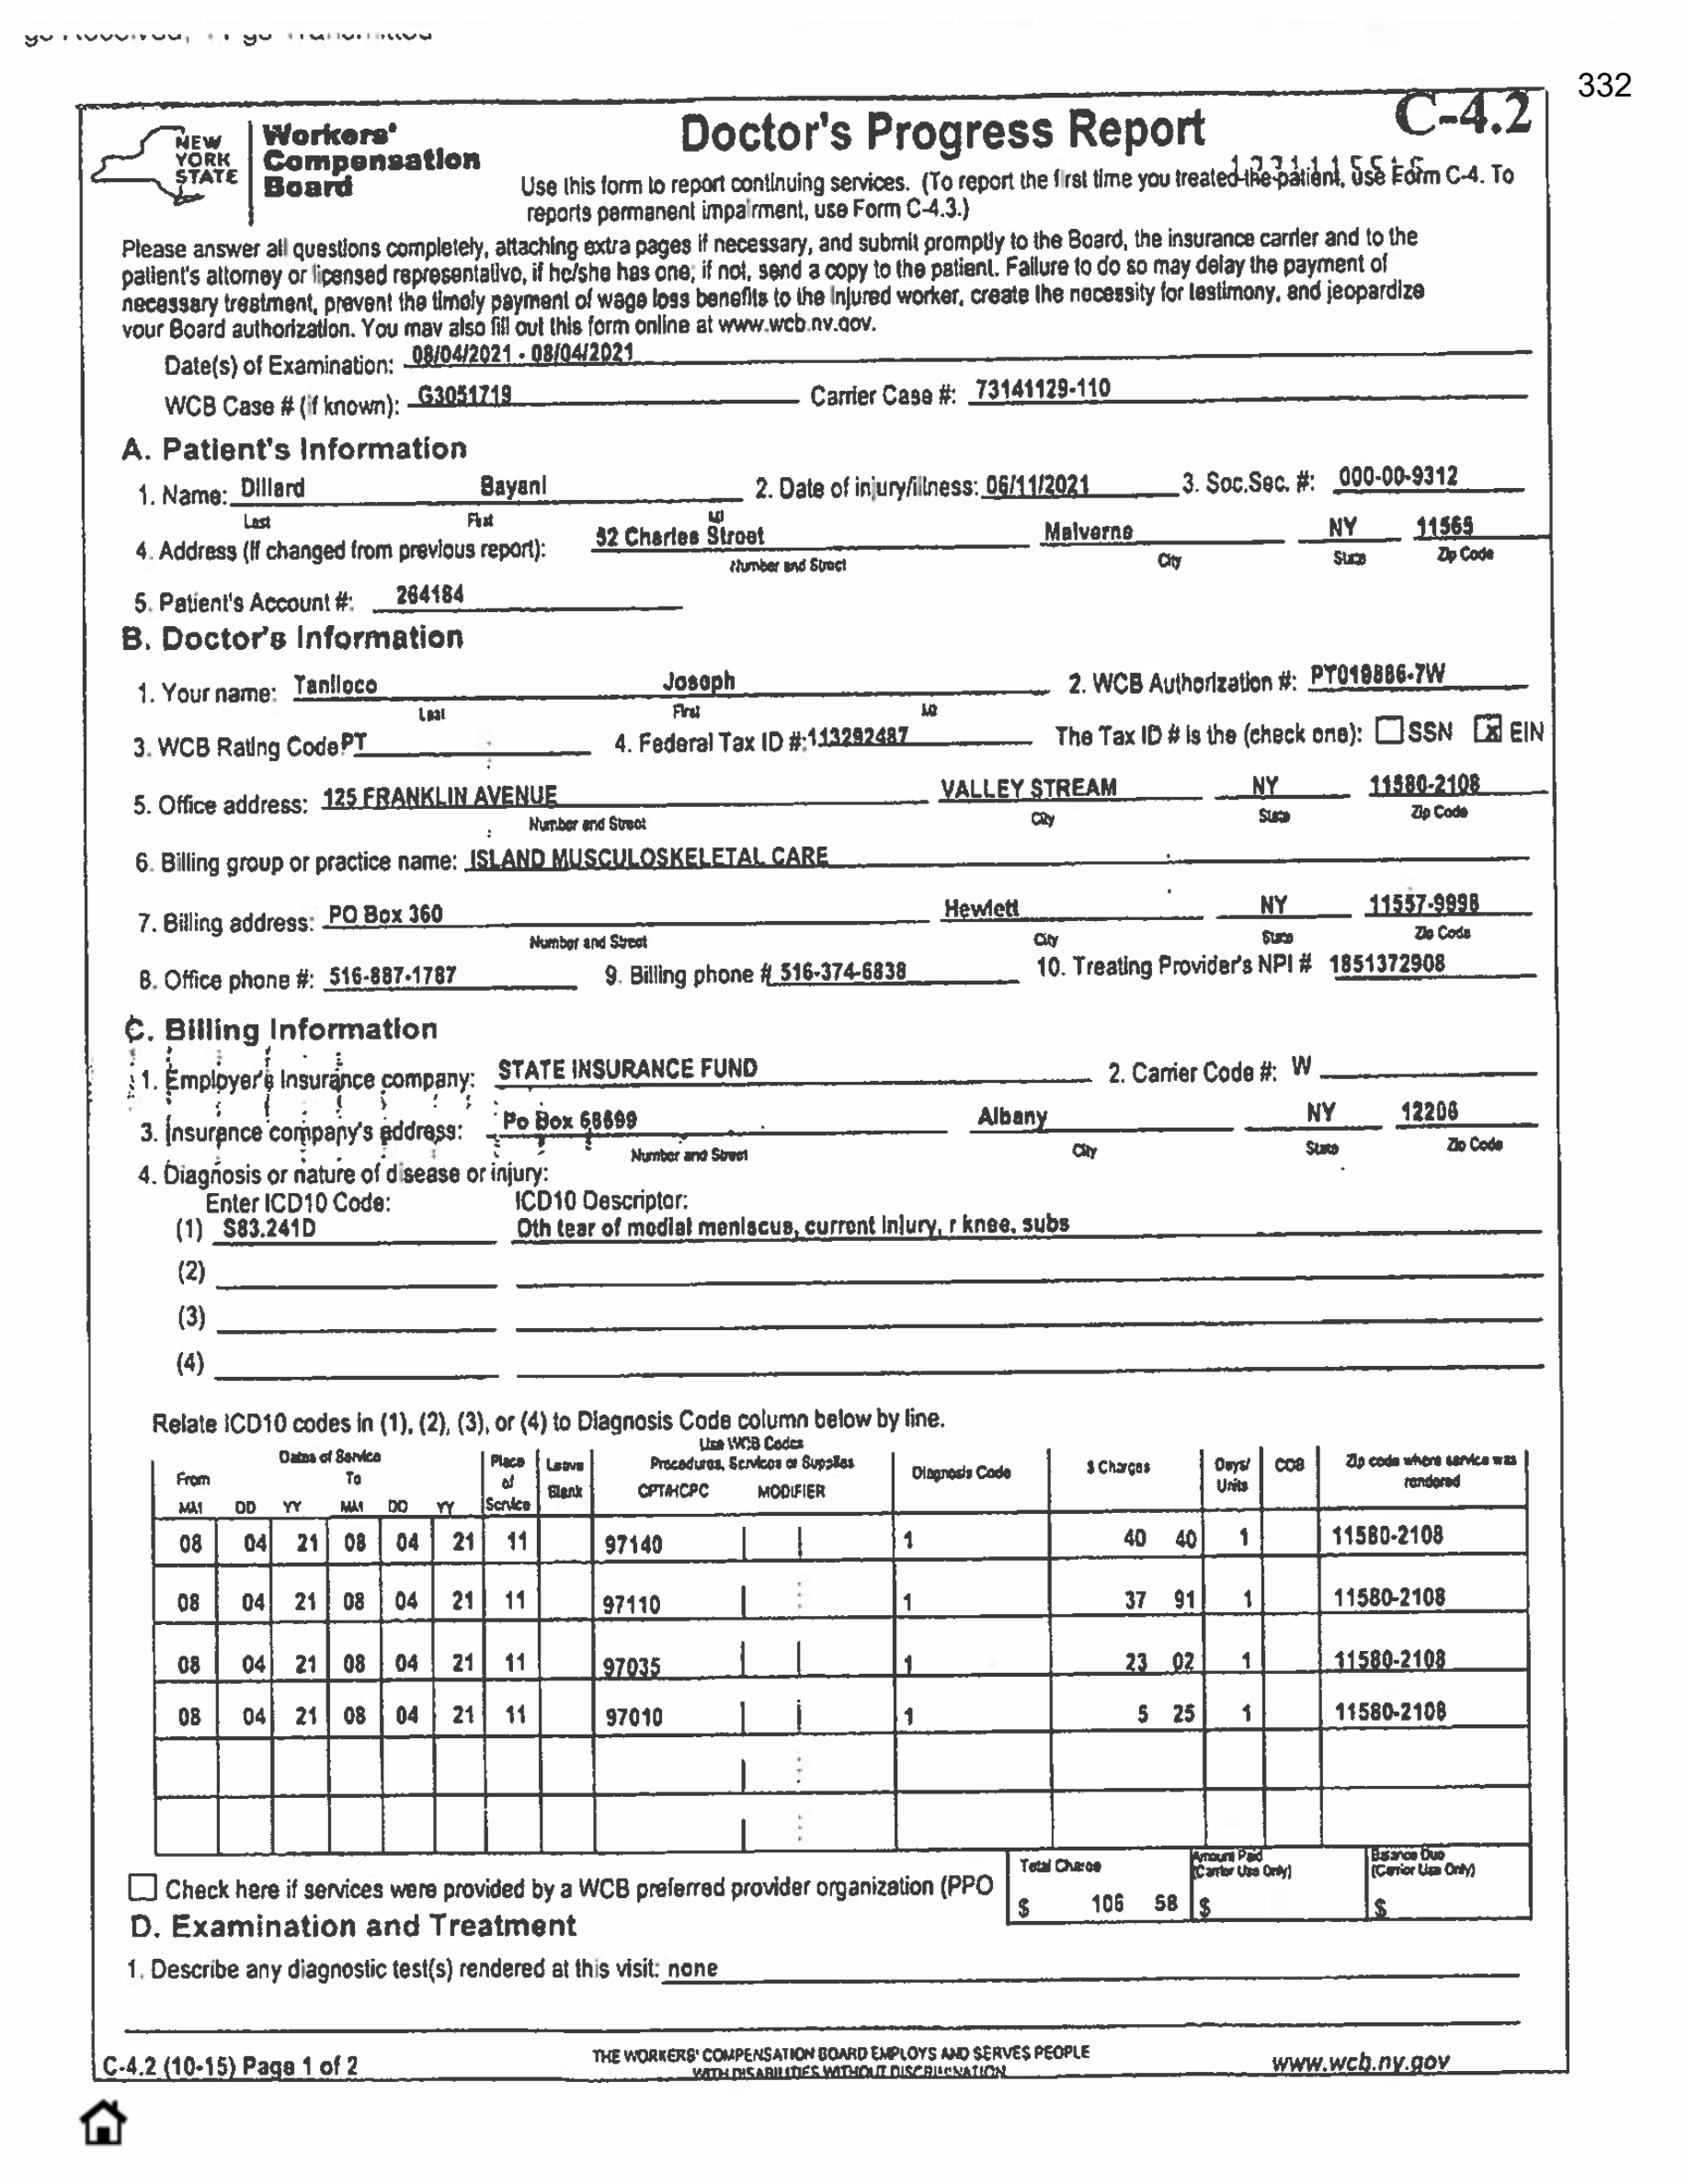 332
C-4.2
NEW YORK STATE
Workers' Compensation Board
Doctor's Progress Report
Use this form to report continuing services. (To report the first time you treated the patient, use Form C-4. To
reports permanent impairment, use Form C-4.3.)
Please answer all questions completely, attaching extra pages if necessary, and submit promptly to the Board, the insurance carrier and to the
patient's attorney or licensed representative, if he/she has one; if not, send a copy to the patient. Failure to do so may delay the payment of
necessary treatment, prevent the timely payment of wage loss benefits to the injured worker, create the necessity for testimony, and jeopardize
your Board authorization. You may also fill out this form online at www.wcb.ny.gov.
Date(s) of Examination: 08/04/2021 - 08/04/2021
WCB Case # (if known): G3051719 Carrier Case #: 73141129-110
A. Patient's Information
1. Name: Dillard Bayani 2. Date of injury/illness: 06/11/2021 3. Soc.Sec. #: 000-00-9312
Last First MI
4. Address (If changed from previous report): 52 Charles Street Malverne NY 11565
Number and Street City State Zip Code
5. Patient's Account #: 264184
B. Doctor's Information
1. Your name: Taniloco Joseph 2. WCB Authorization #: PT019886-7W
Last First MI
3. WCB Rating Code PT 4. Federal Tax ID #: 113292487 The Tax ID # is the (check one): SSN x EIN
5. Office address: 125 FRANKLIN AVENUE VALLEY STREAM NY 11580-2108
Number and Street City State Zip Code
6. Billing group or practice name: ISLAND MUSCULOSKELETAL CARE
7. Billing address: PO Box 360 Hewlett NY 11557-9998
Number and Street City State Zip Code
8. Office phone #: 516-887-1787 9. Billing phone # 516-374-6838 10. Treating Provider's NPI # 1851372908
C. Billing Information
1. Employer's Insurance company: STATE INSURANCE FUND 2. Carrier Code #: W
3. Insurance company's address: Po Box 66699 Albany NY 12206
Number and Street City State Zip Code
4. Diagnosis or nature of disease or injury:
Enter ICD10 Code: ICD10 Descriptor:
(1) S83.241D Oth tear of medial meniscus, current injury, r knee, subs
(2)
(3)
(4)
Relate ICD10 codes in (1), (2), (3), or (4) to Diagnosis Code column below by line.
Dates of Service Place of Service Leave Blank Use WCB Codes Procedures, Services or Supplies Diagnosis Code $ Charges Days/ Units COB Zip code where service was rendered
From To CPT/HCPC MODIFIER
MM DD YY MM DD YY
08 04 21 08 04 21 11 97140 1 40 40 1 11580-2108
08 04 21 08 04 21 11 97110 1 37 91 1 11580-2108
08 04 21 08 04 21 11 97035 1 23 02 1 11580-2108
08 04 21 08 04 21 11 97010 1 5 25 1 11580-2108
Check here if services were provided by a WCB preferred provider organization (PPO
Total Charge $ 106 58 Amount Paid (Carrier Use Only) $ Balance Due (Carrier Use Only) $
D. Examination and Treatment
1. Describe any diagnostic test(s) rendered at this visit: none
C-4.2 (10-15) Page 1 of 2
THE WORKERS' COMPENSATION BOARD EMPLOYS AND SERVES PEOPLE
WITH DISABILITIES WITHOUT DISCRIMINATION
www.wcb.ny.gov